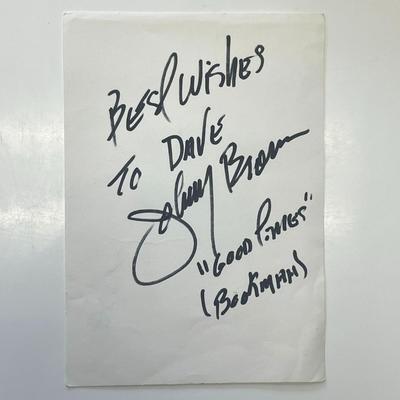 Best Wishes
To Dave
Johnny Brown
"Good Times"
(Bookman)